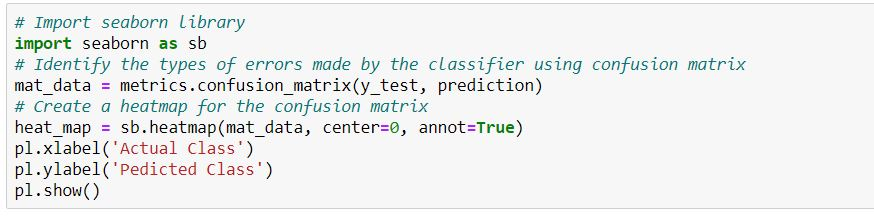 # Import seaborn library
import seaborn as sb
# Identify the types of errors made by the classifier using confusion matrix
mat_data = metrics.confusion_matrix(y_test, prediction)
# Create a heatmap for the confusion matrix
heat_map = sb.heatmap(mat_data, center=0, annot=True)
pl.xlabel('Actual Class')
pl.ylabel('Pedicted Class')
pl.show()